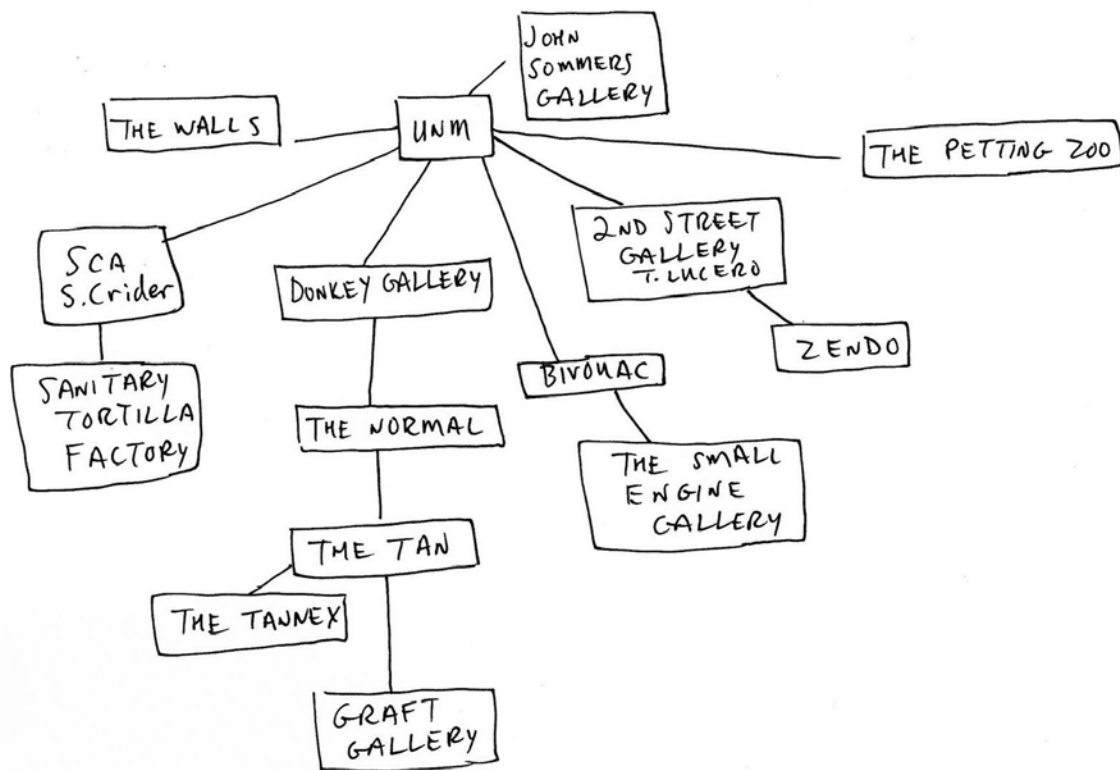 JOHN
SOMMERS
GALLERY
THE WALLS
UNM
THE PETTING ZOO
SCA
S. Crider
DONKEY GALLERY
2ND STREET
GALLERY
T. LUCERO
SANITARY
TORTILLA
FACTORY
BIVOUAC
ZENDO
THE NORMAL
THE SMALL
ENGINE
GALLERY
THE TAN
THE TANNEX
GRAFT
GALLERY